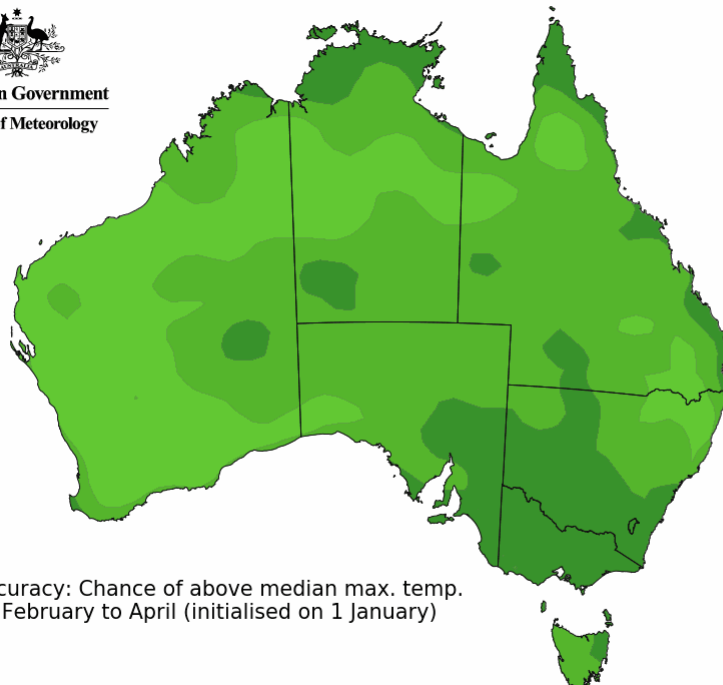 n Government
f Meteorology
curacy: Chance of above median max. temp.
February to April (initialised on 1 January)